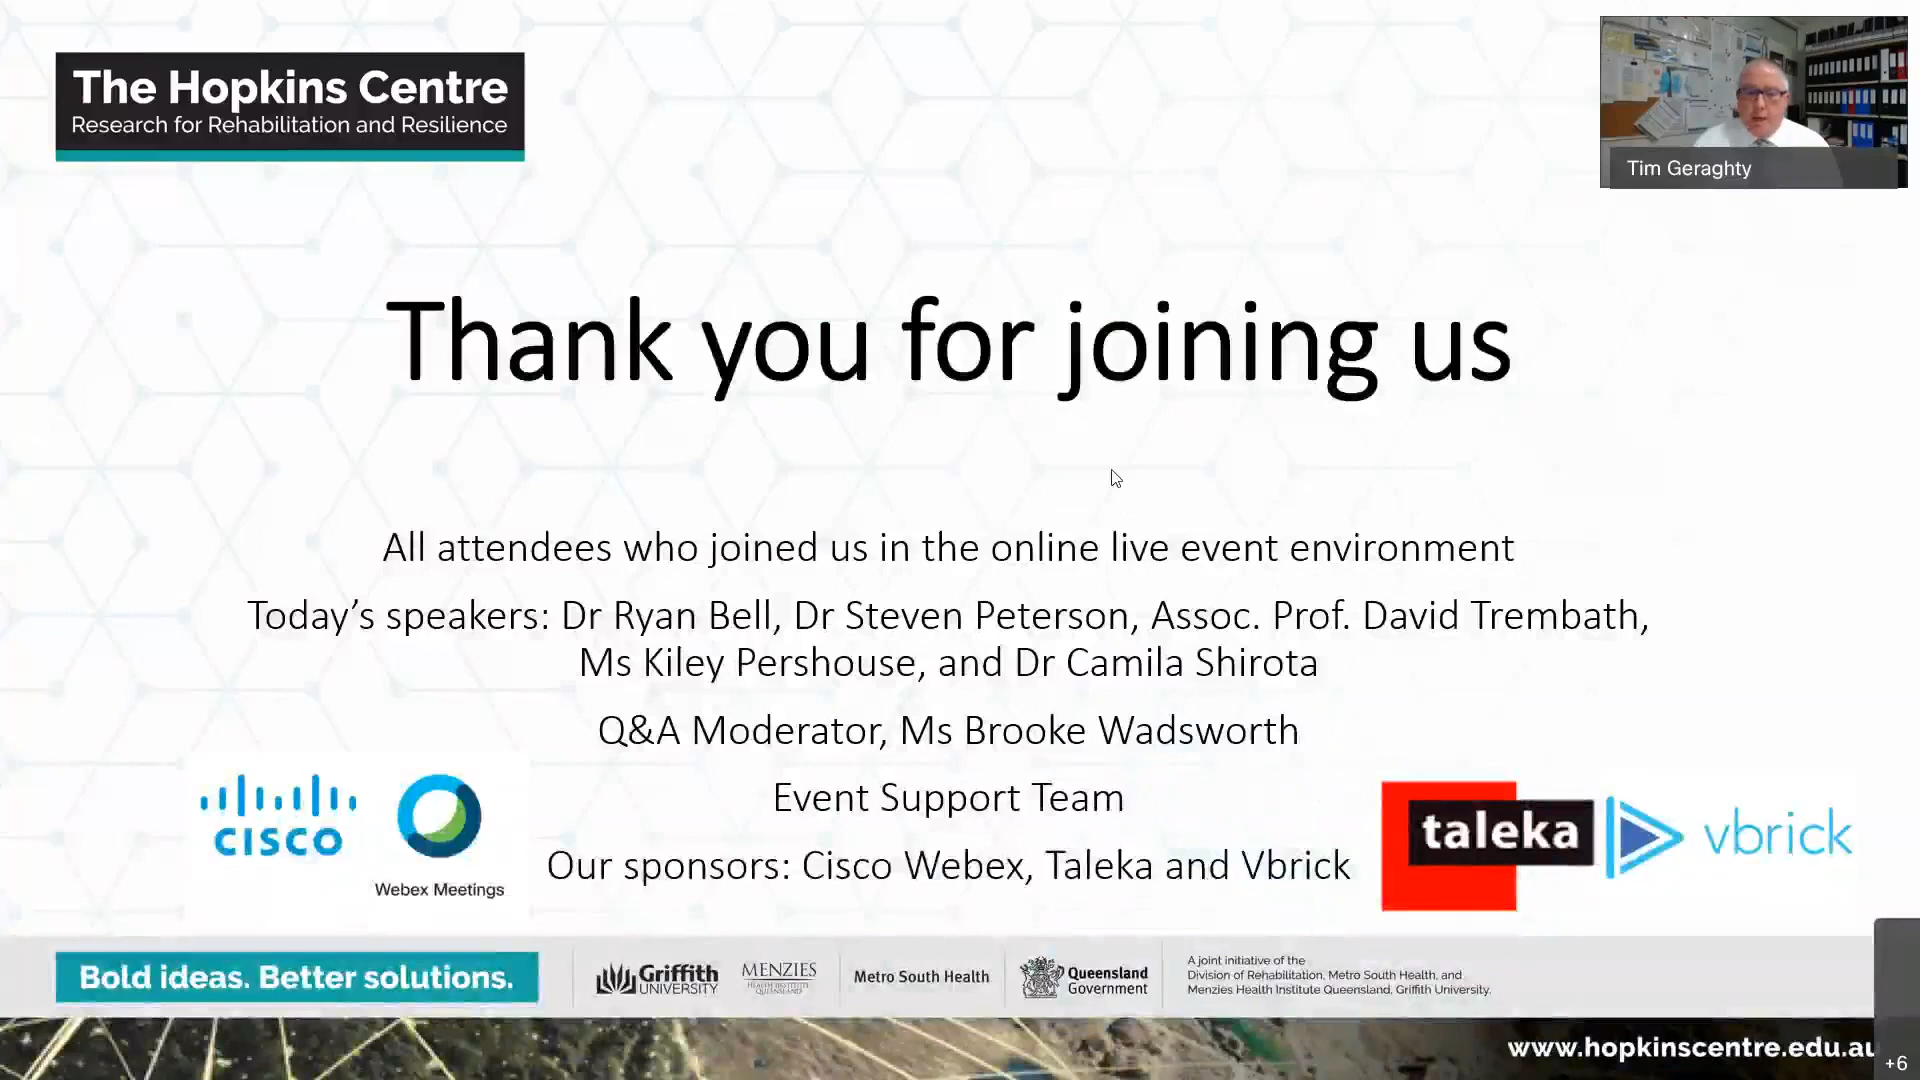 The Hopkins Centre
Research for Rehabilitation and Resilience
Tim Geraghty
Thank you for joining us
All attendees who joined us in the online live event environment
Today’s speakers: Dr Ryan Bell, Dr Steven Peterson, Assoc. Prof. David Trembath,
Ms Kiley Pershouse, and Dr Camila Shirota
Q&A Moderator, Ms Brooke Wadsworth
Event Support Team
Our sponsors: Cisco Webex, Taleka and Vbrick
CISCO
Webex Meetings
taleka
vbrick
Bold ideas. Better solutions.
Griffith
UNIVERSITY
MENZIES
HEALTH INSTITUTE
QUEENSLAND
Metro South Health
Queensland
Government
A joint initiative of the
Division of Rehabilitation, Metro South Health, and
Menzies Health Institute Queensland, Griffith University.
www.hopkinscentre.edu.au
+6